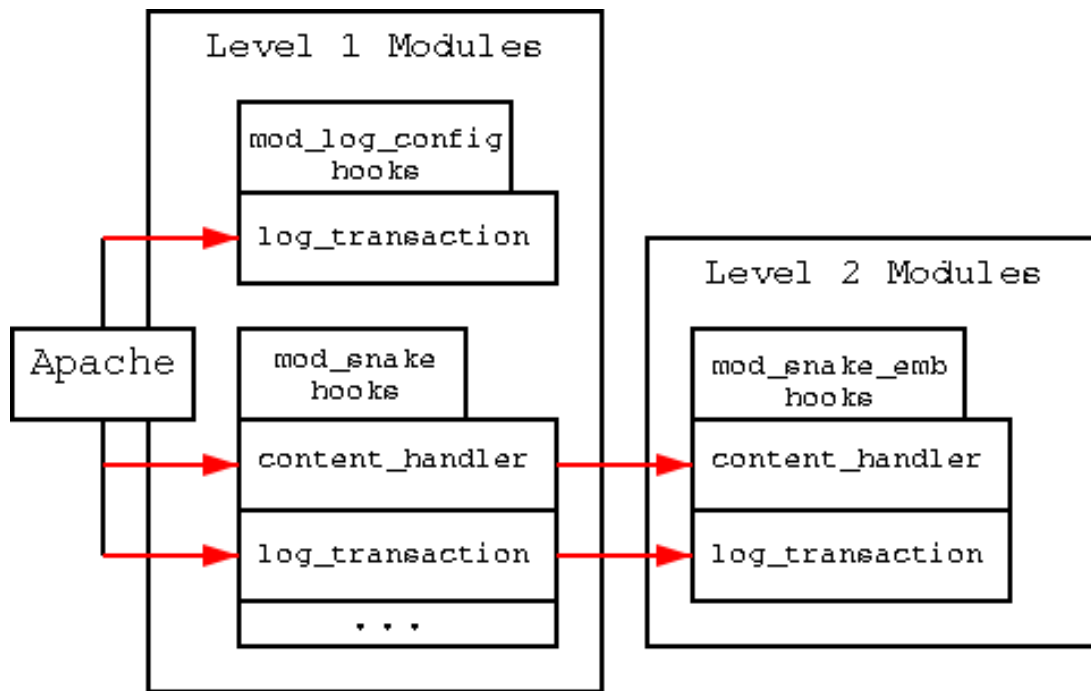 Level 1 Modules
mod_log_config
hooks
log_transaction
Level 2 Modules
Apache
mod_snake
hooks
mod_snake_emb
hooks
content_handler
content_handler
log_transaction
log_transaction
...